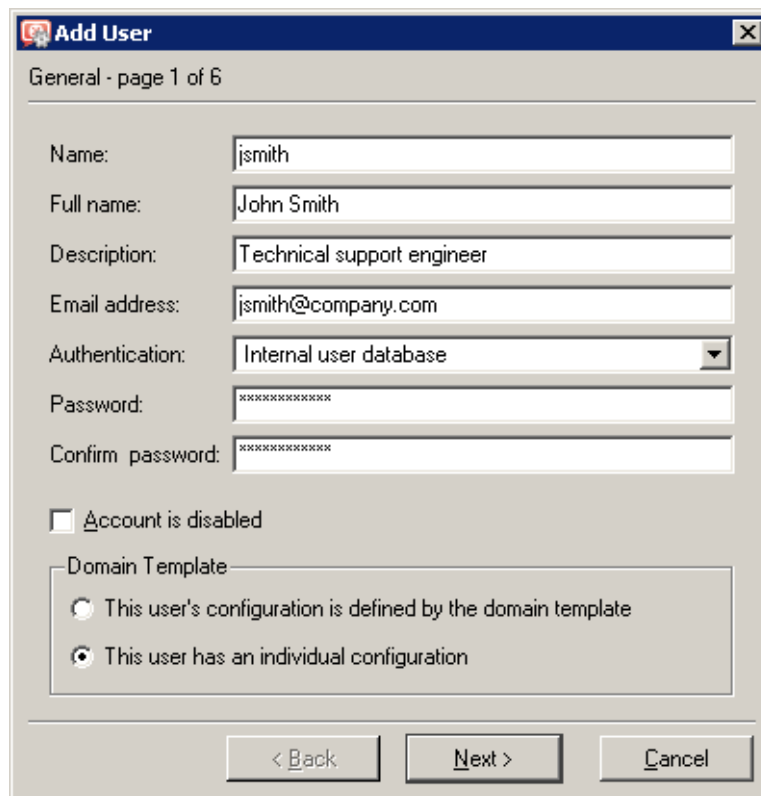 Add User
General - page 1 of 6
Name: jsmith
Full name: John Smith
Description: Technical support engineer
Email address: jsmith@company.com
Authentication: Internal user database
Password: ************
Confirm password: ************
Account is disabled
Domain Template
This user's configuration is defined by the domain template
This user has an individual configuration
< Back Next > Cancel